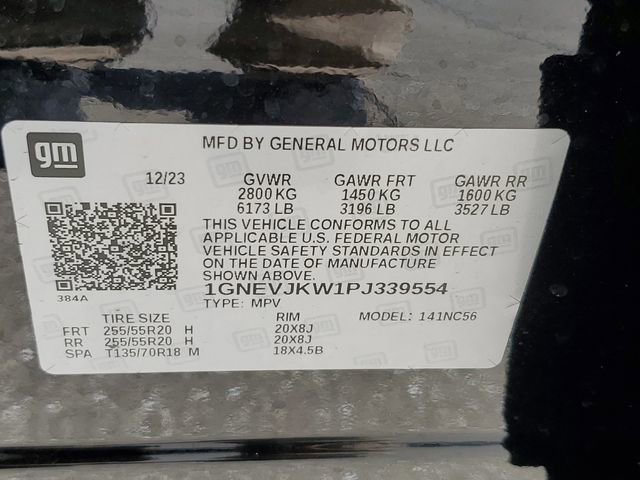 gm
MFD BY GENERAL MOTORS LLC
12/23 GVWR GAWR FRT GAWR RR
2800 KG 1450 KG 1600 KG
6173 LB 3196 LB 3527 LB
THIS VEHICLE CONFORMS TO ALL
APPLICABLE U.S. FEDERAL MOTOR
VEHICLE SAFETY STANDARDS IN EFFECT
ON THE DATE OF MANUFACTURE
SHOWN ABOVE.
384A
1GNEVJKW1PJ339554
TYPE: MPV
TIRE SIZE RIM MODEL: 141NC56
FRT 255/55R20 H 20X8J
RR 255/55R20 H 20X8J
SPA T135/70R18 M 18X4.5B